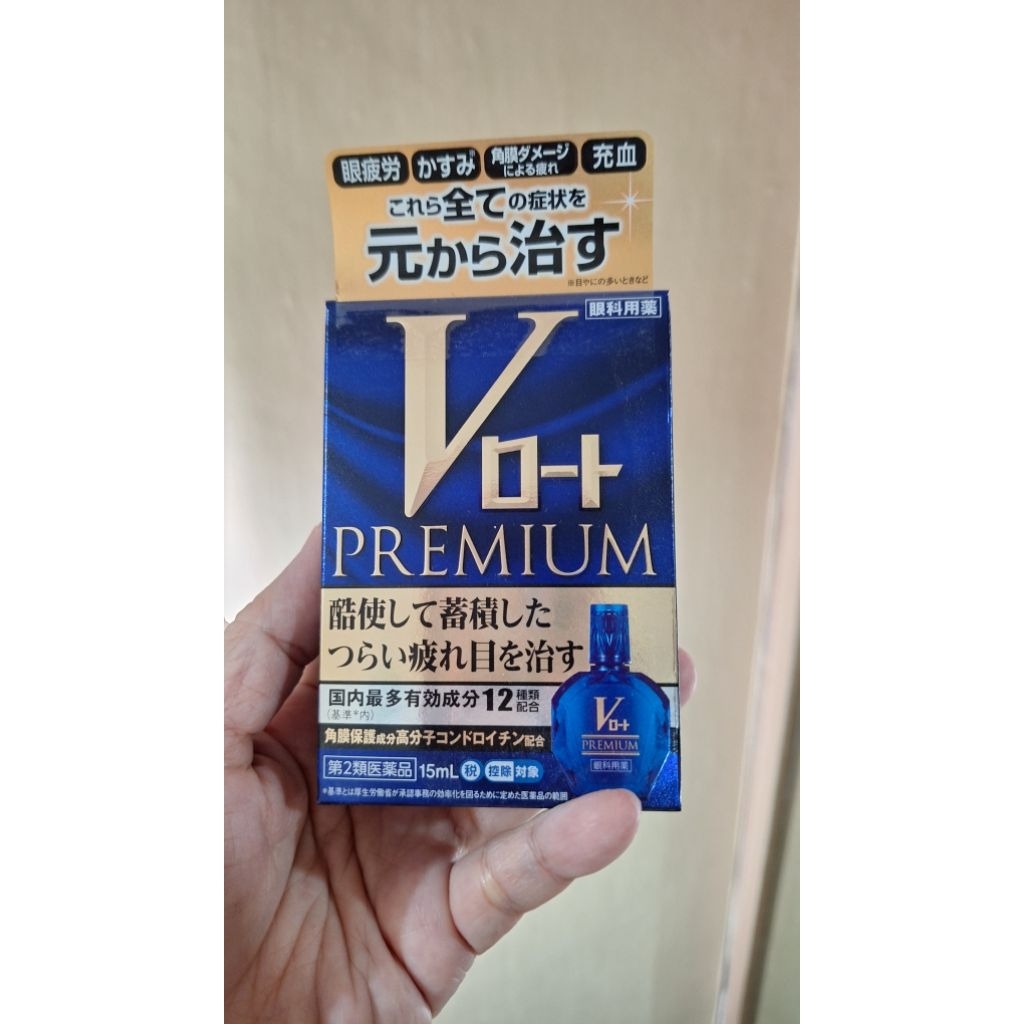 眼疲労 かすみ※ 角膜ダメージによる疲れ 充血
これら全ての症状を
元から治す
※目やにの多いときなど
眼科用薬
Vロート
PREMIUM
酷使して蓄積した
つらい疲れ目を治す
国内最多有効成分12種類配合
(基準*内)
角膜保護成分高分子コンドロイチン配合
第2類医薬品 15mL 税 控除 対象
*基準とは厚生労働省が承認事務の効率化を図るために定めた医薬品の範囲
Vロート
PREMIUM
眼科用薬